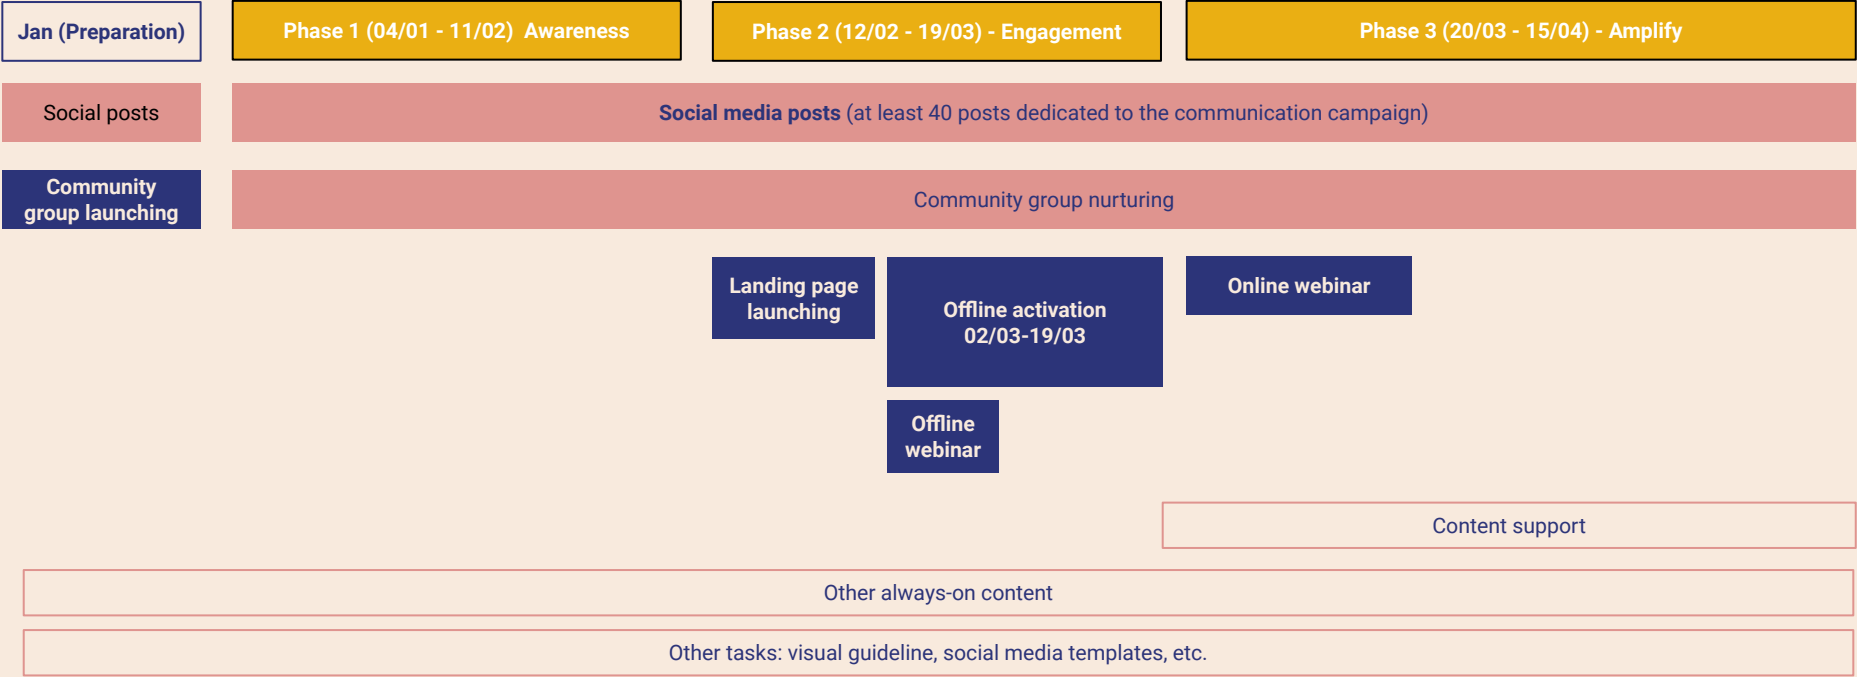 Jan (Preparation)
Phase 1 (04/01 - 11/02)  Awareness
Phase 2 (12/02 - 19/03) - Engagement
Phase 3 (20/03 - 15/04) - Amplify
Social posts
Social media posts (at least 40 posts dedicated to the communication campaign)
Community
group launching
Community group nurturing
Landing page
launching
Offline activation
02/03-19/03
Online webinar
Offline
webinar
Content support
Other always-on content
Other tasks: visual guideline, social media templates, etc.